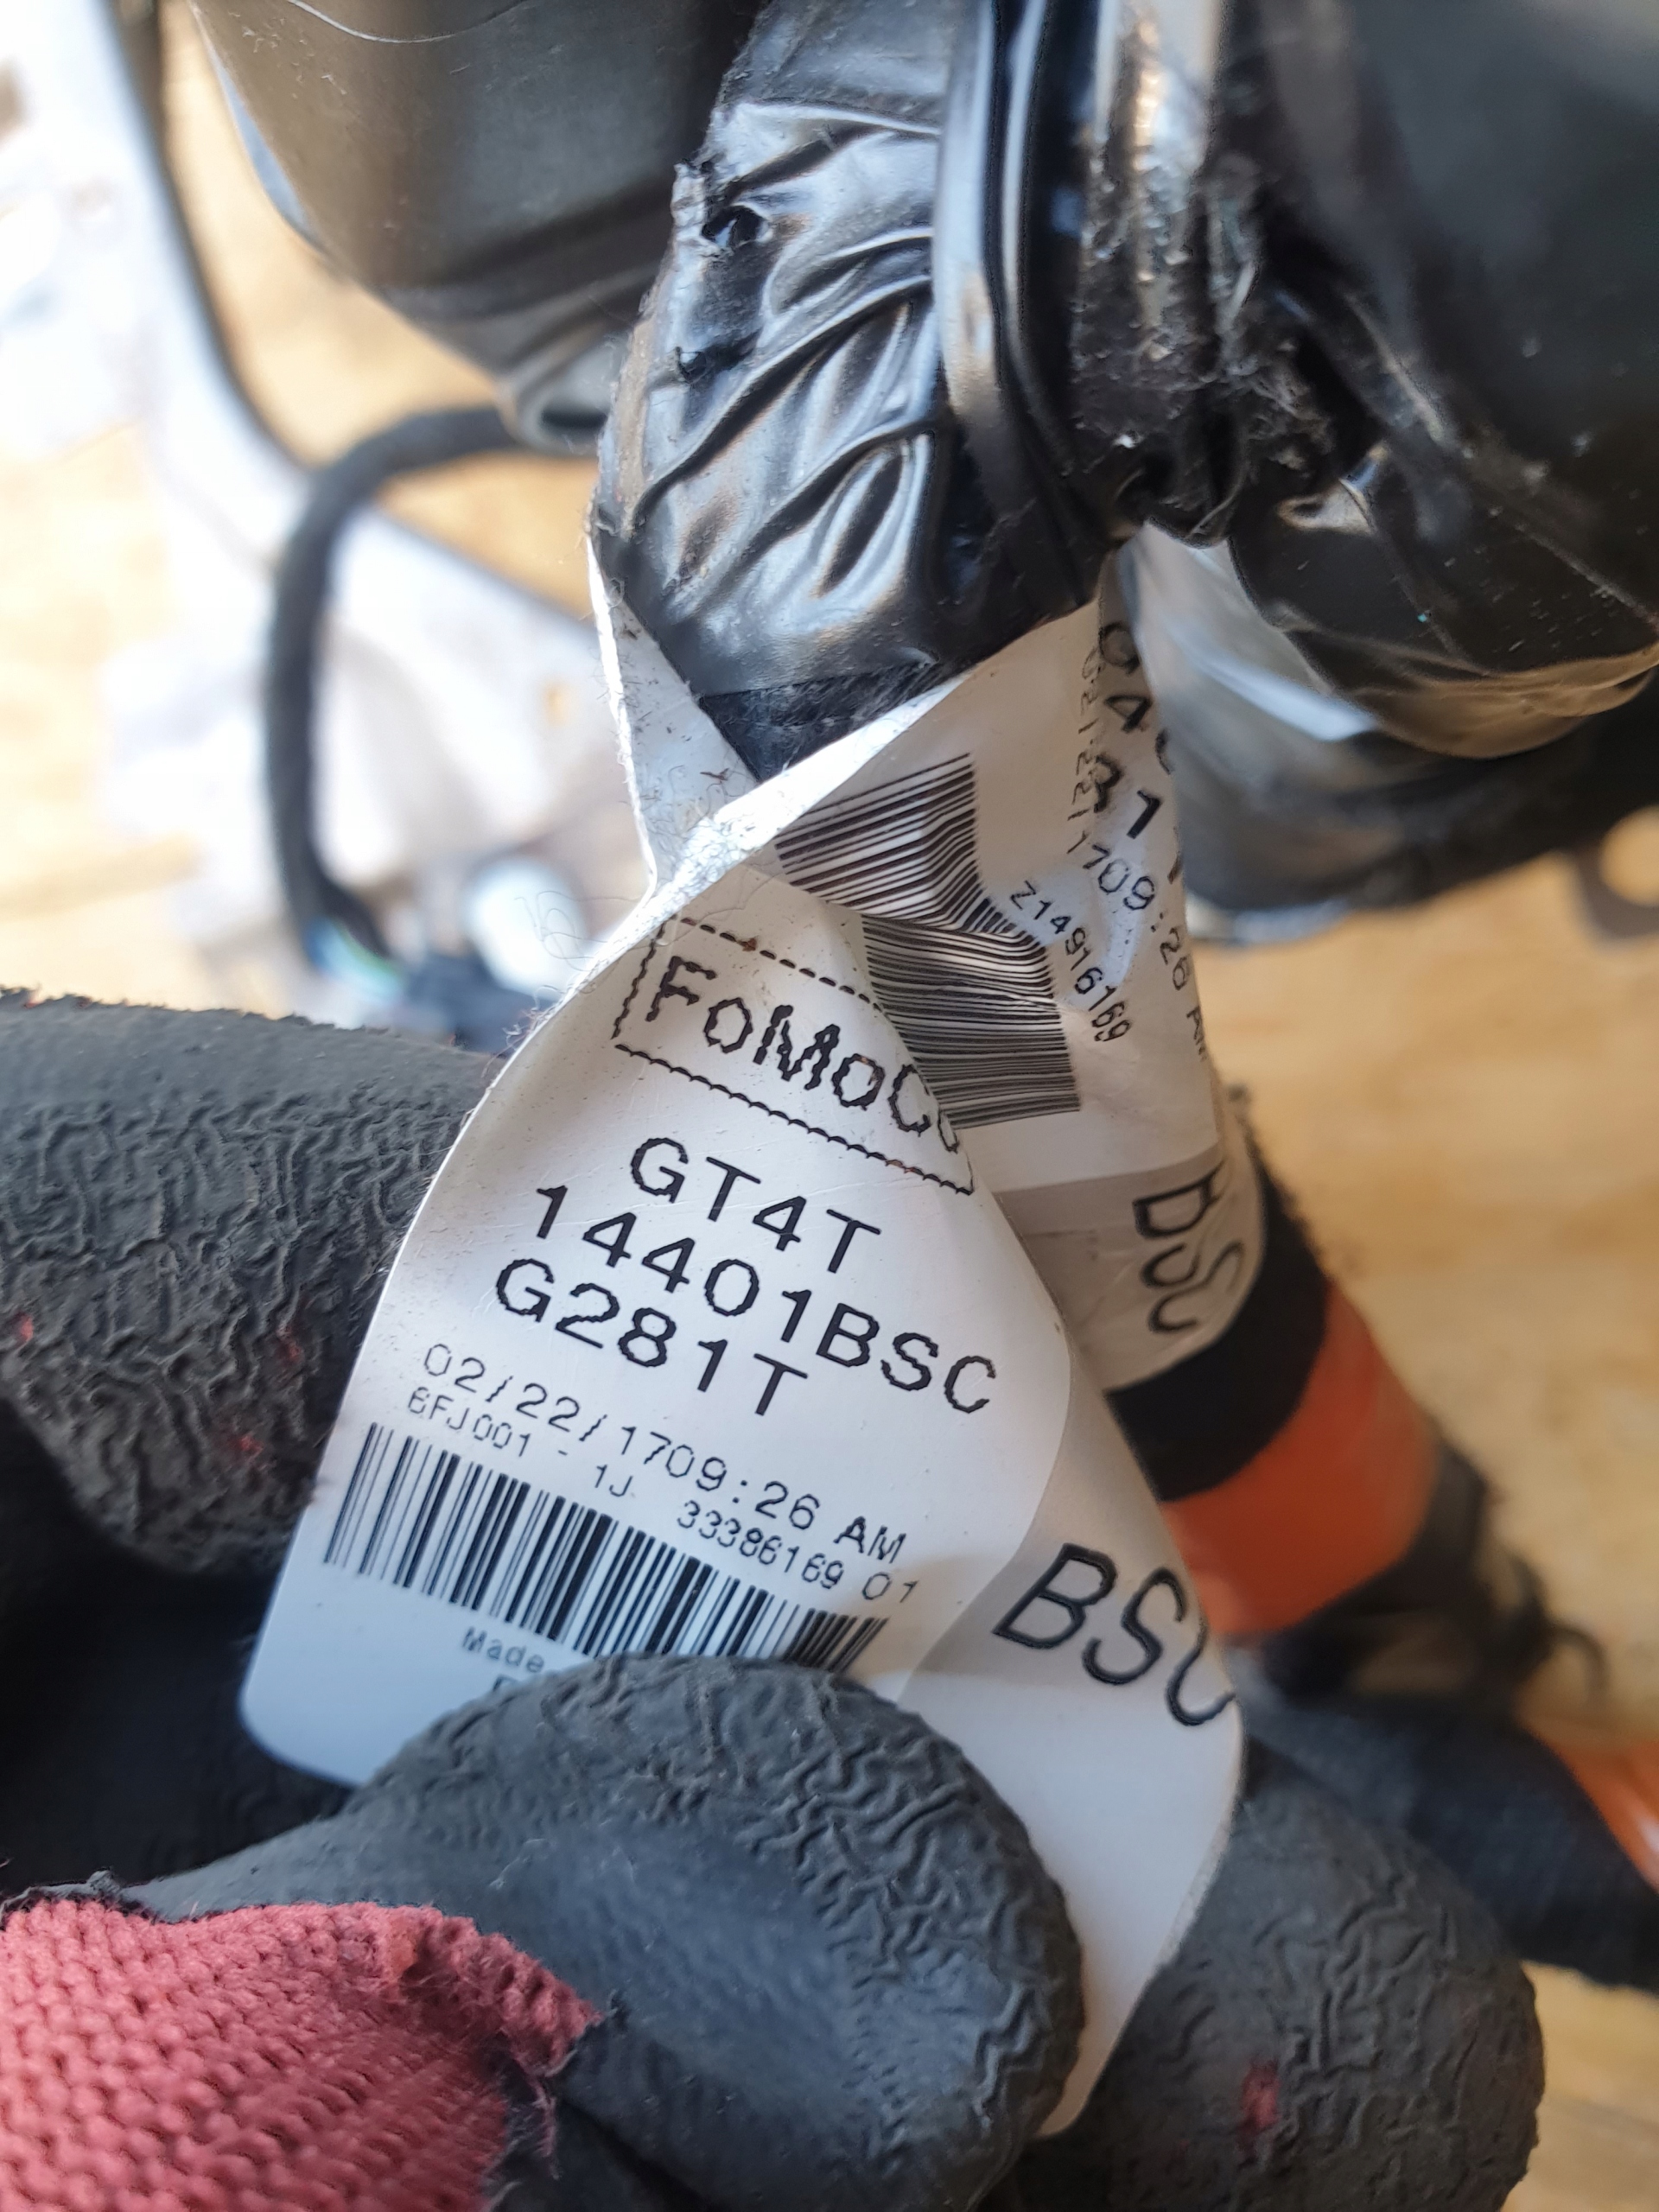 FoMoCo
GT4T
14401BSC
G281T
02/22/1709:26 AM
6FJ001 - 1J 33386169 01
Made
BSC
Z14916169
1709:26 AM
BSC